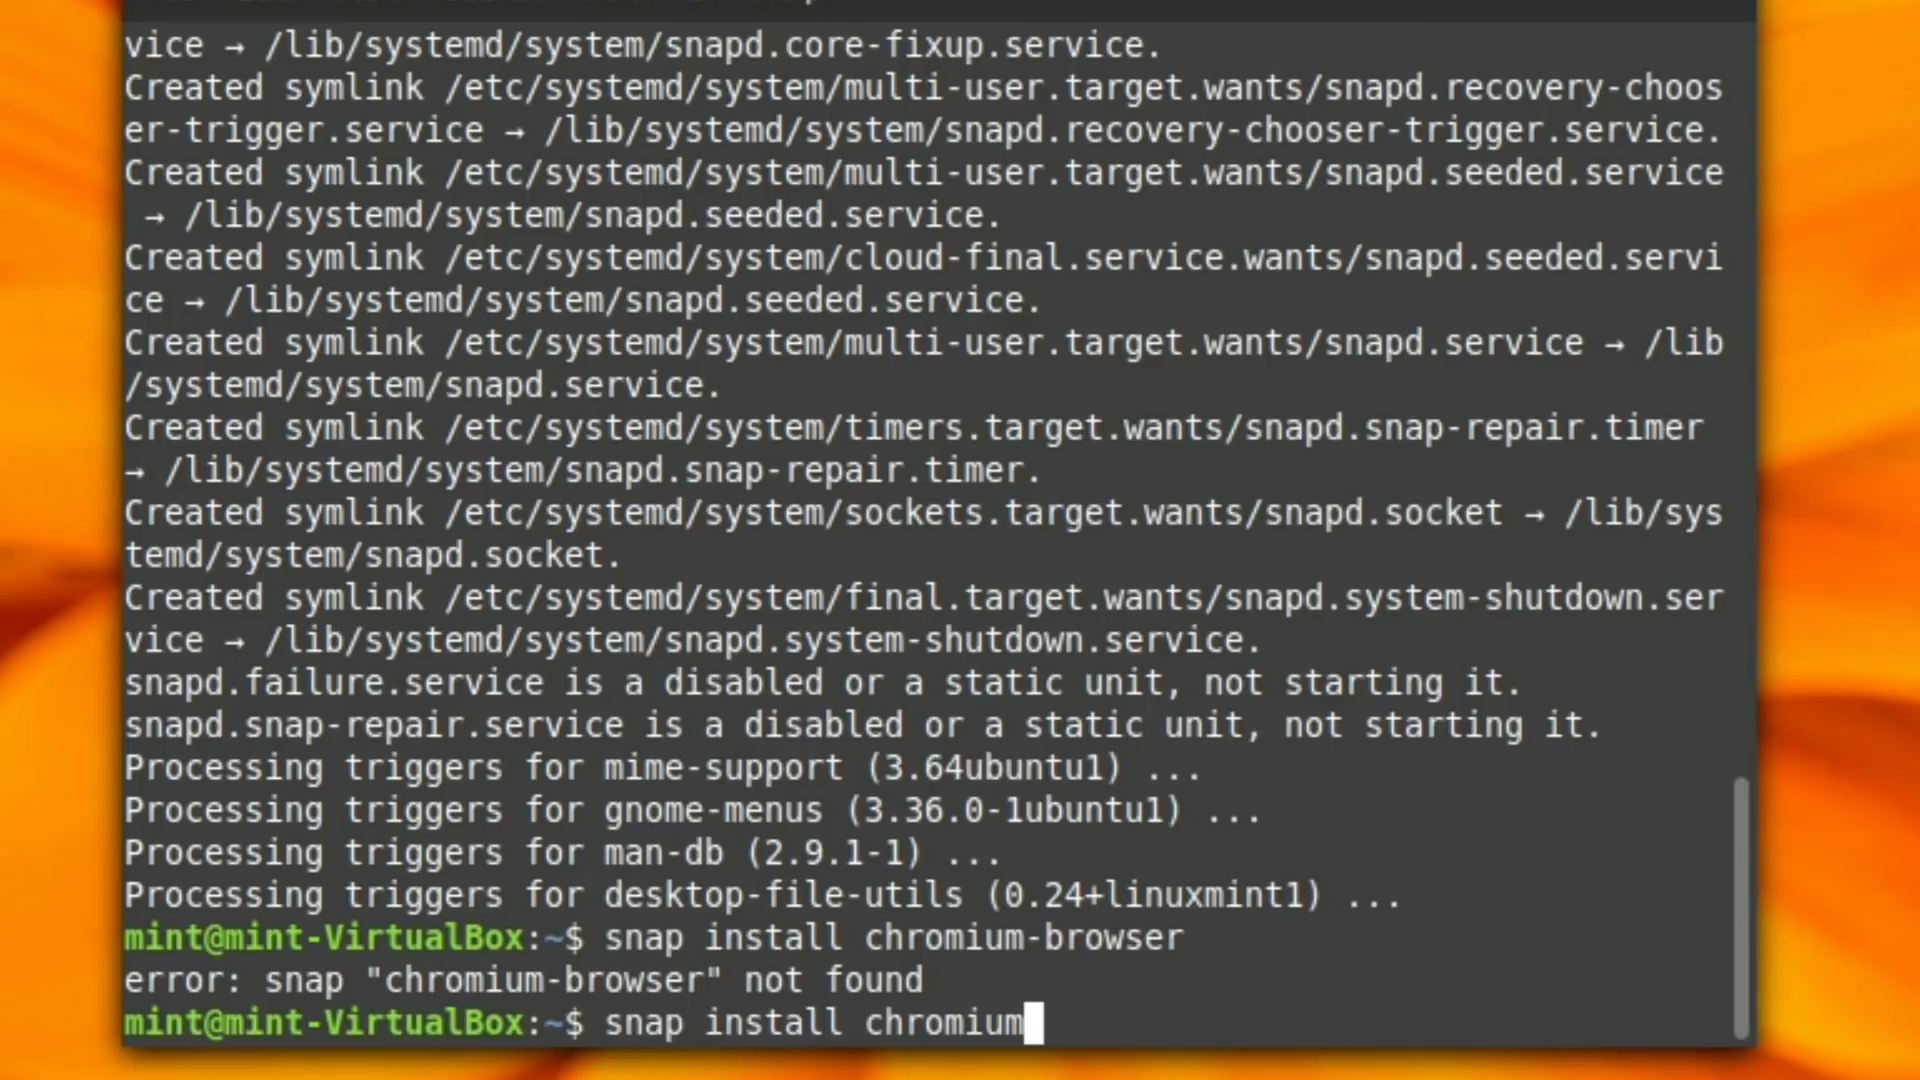 vice → /lib/systemd/system/snapd.core-fixup.service.
Created symlink /etc/systemd/system/multi-user.target.wants/snapd.recovery-choos
er-trigger.service → /lib/systemd/system/snapd.recovery-chooser-trigger.service.
Created symlink /etc/systemd/system/multi-user.target.wants/snapd.seeded.service
 → /lib/systemd/system/snapd.seeded.service.
Created symlink /etc/systemd/system/cloud-final.service.wants/snapd.seeded.servi
ce → /lib/systemd/system/snapd.seeded.service.
Created symlink /etc/systemd/system/multi-user.target.wants/snapd.service → /lib
/systemd/system/snapd.service.
Created symlink /etc/systemd/system/timers.target.wants/snapd.snap-repair.timer
→ /lib/systemd/system/snapd.snap-repair.timer.
Created symlink /etc/systemd/system/sockets.target.wants/snapd.socket → /lib/sys
temd/system/snapd.socket.
Created symlink /etc/systemd/system/final.target.wants/snapd.system-shutdown.ser
vice → /lib/systemd/system/snapd.system-shutdown.service.
snapd.failure.service is a disabled or a static unit, not starting it.
snapd.snap-repair.service is a disabled or a static unit, not starting it.
Processing triggers for mime-support (3.64ubuntu1) ...
Processing triggers for gnome-menus (3.36.0-1ubuntu1) ...
Processing triggers for man-db (2.9.1-1) ...
Processing triggers for desktop-file-utils (0.24+linuxmint1) ...
mint@mint-VirtualBox:~$ snap install chromium-browser
error: snap "chromium-browser" not found
mint@mint-VirtualBox:~$ snap install chromium